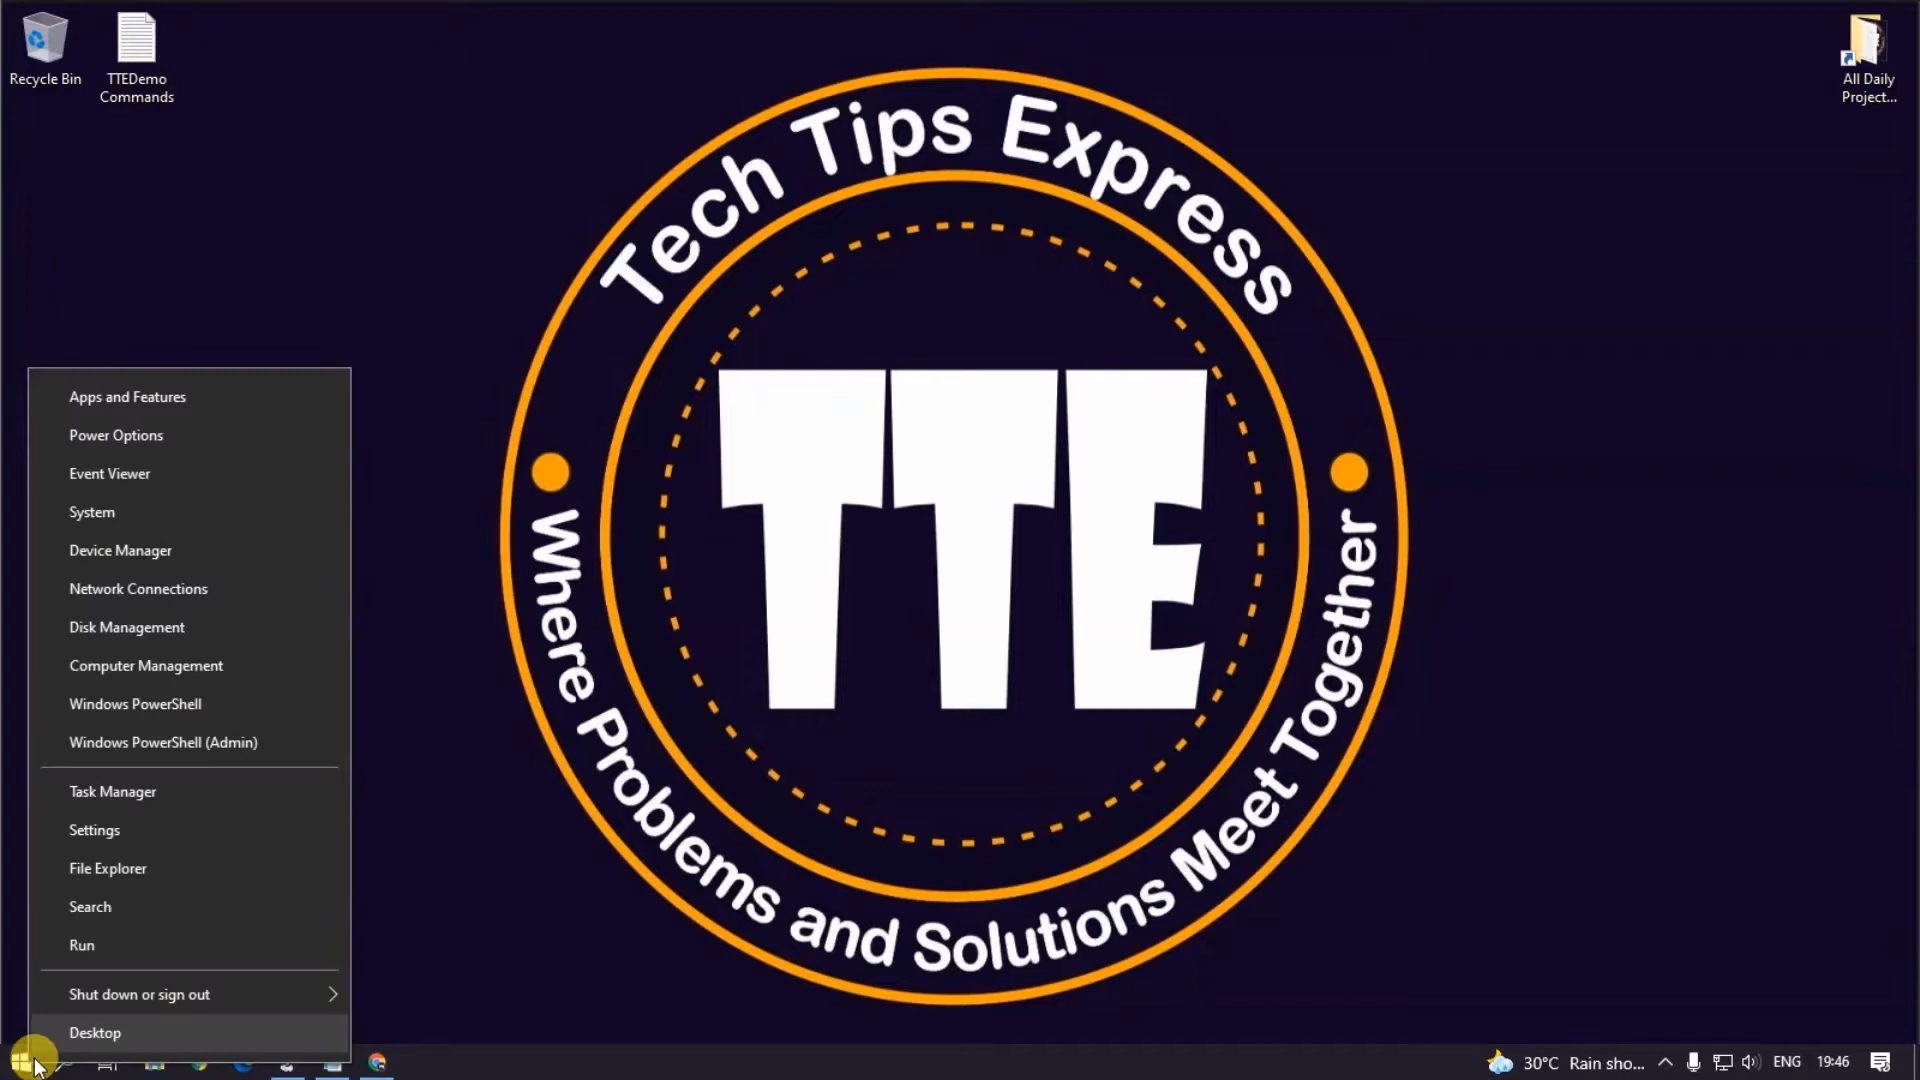 Recycle Bin
TTEDemo
Commands
All Daily
Project...
Tech Tips Express
TTE
Where Problems and Solutions Meet Together
Apps and Features
Power Options
Event Viewer
System
Device Manager
Network Connections
Disk Management
Computer Management
Windows PowerShell
Windows PowerShell (Admin)
Task Manager
Settings
File Explorer
Search
Run
Shut down or sign out
Desktop
30°C Rain sho... ENG 19:46